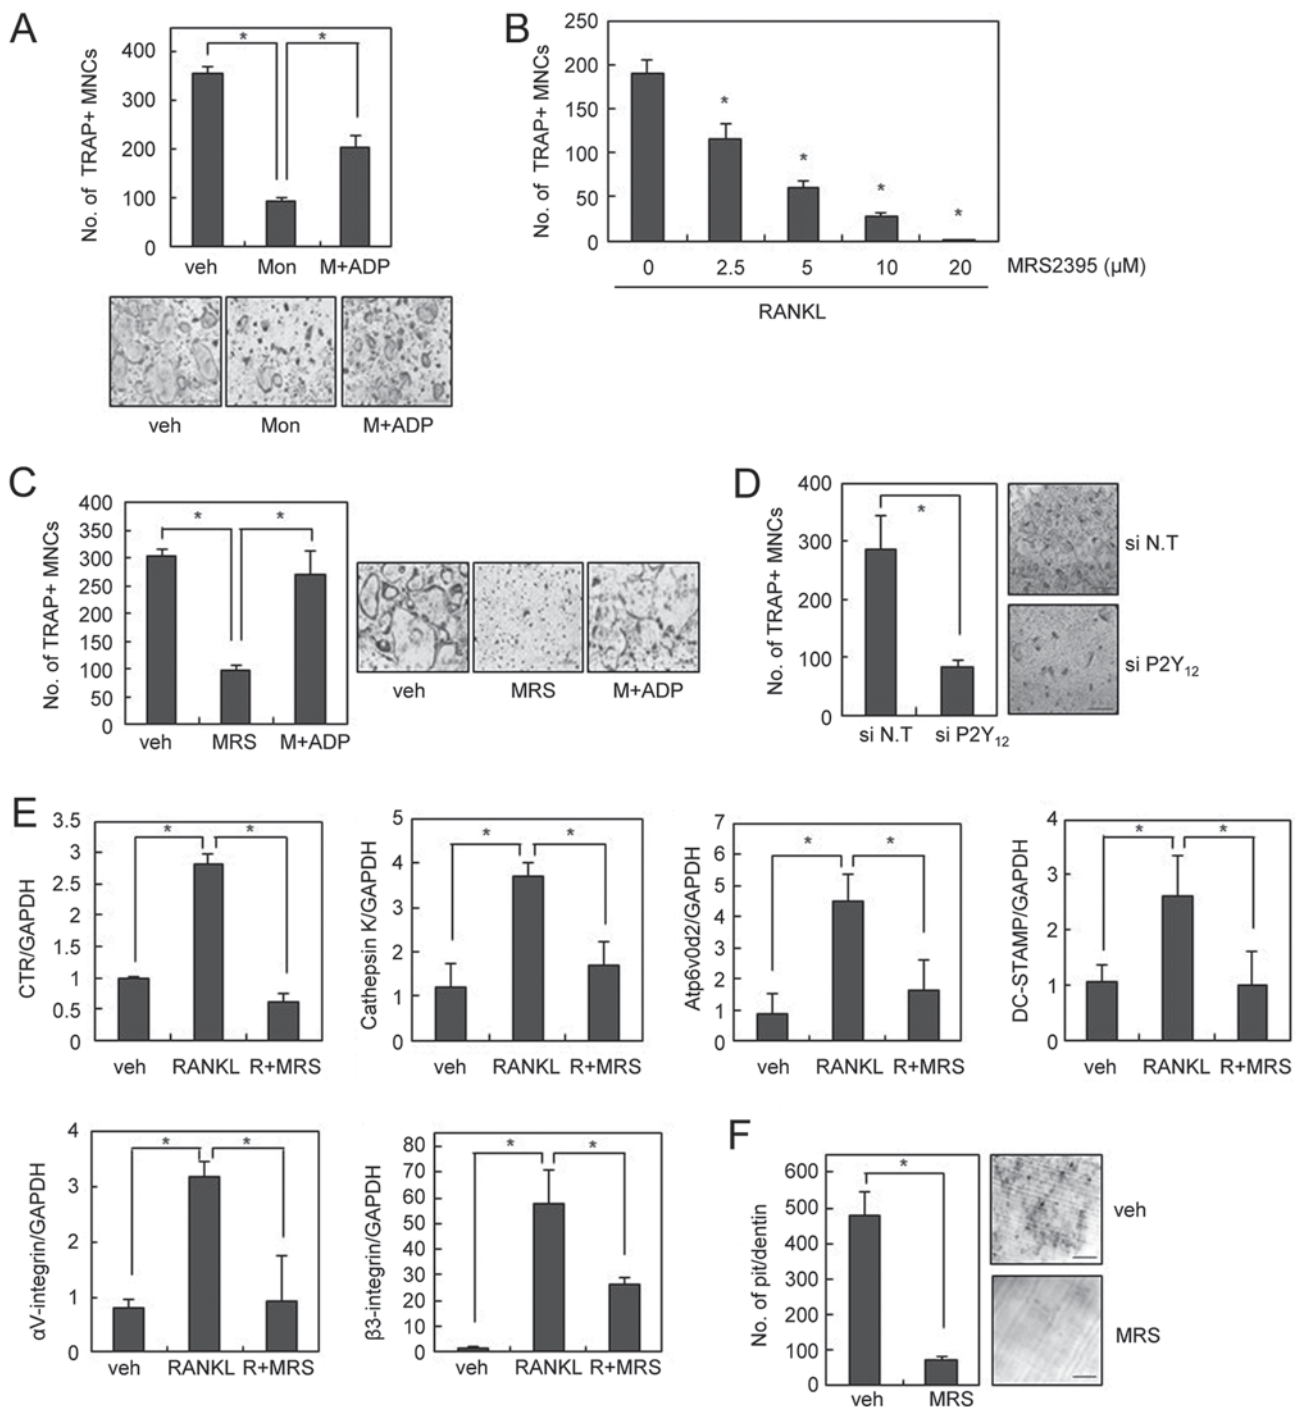 A
No. of TRAP+ MNCs
400
300
200
100
0
*
*
veh Mon M+ADP
veh Mon M+ADP
B
No. of TRAP+ MNCs
250
200
150
100
50
0
*
*
*
*
0 2.5 5 10 20 MRS2395 (μM)
RANKL
C
No. of TRAP+ MNCs
400
350
300
250
200
150
100
50
0
*
*
veh MRS M+ADP
veh MRS M+ADP
D
No. of TRAP+ MNCs
400
300
200
100
0
*
si N.T si P2Y₁₂
si N.T
si P2Y₁₂
E
CTR/GAPDH
3.5
3
2.5
2
1.5
1
0.5
0
*
*
veh RANKL R+MRS
Cathepsin K/GAPDH
5
4
3
2
1
0
*
*
veh RANKL R+MRS
Atp6v0d2/GAPDH
7
6
5
4
3
2
1
0
*
*
veh RANKL R+MRS
DC-STAMP/GAPDH
4
3
2
1
0
*
*
veh RANKL R+MRS
αV-integrin/GAPDH
4
3
2
1
0
*
*
veh RANKL R+MRS
β3-integrin/GAPDH
80
70
60
50
40
30
20
10
0
*
*
veh RANKL R+MRS
F
No. of pit/dentin
600
500
400
300
200
100
0
*
veh MRS
veh
MRS